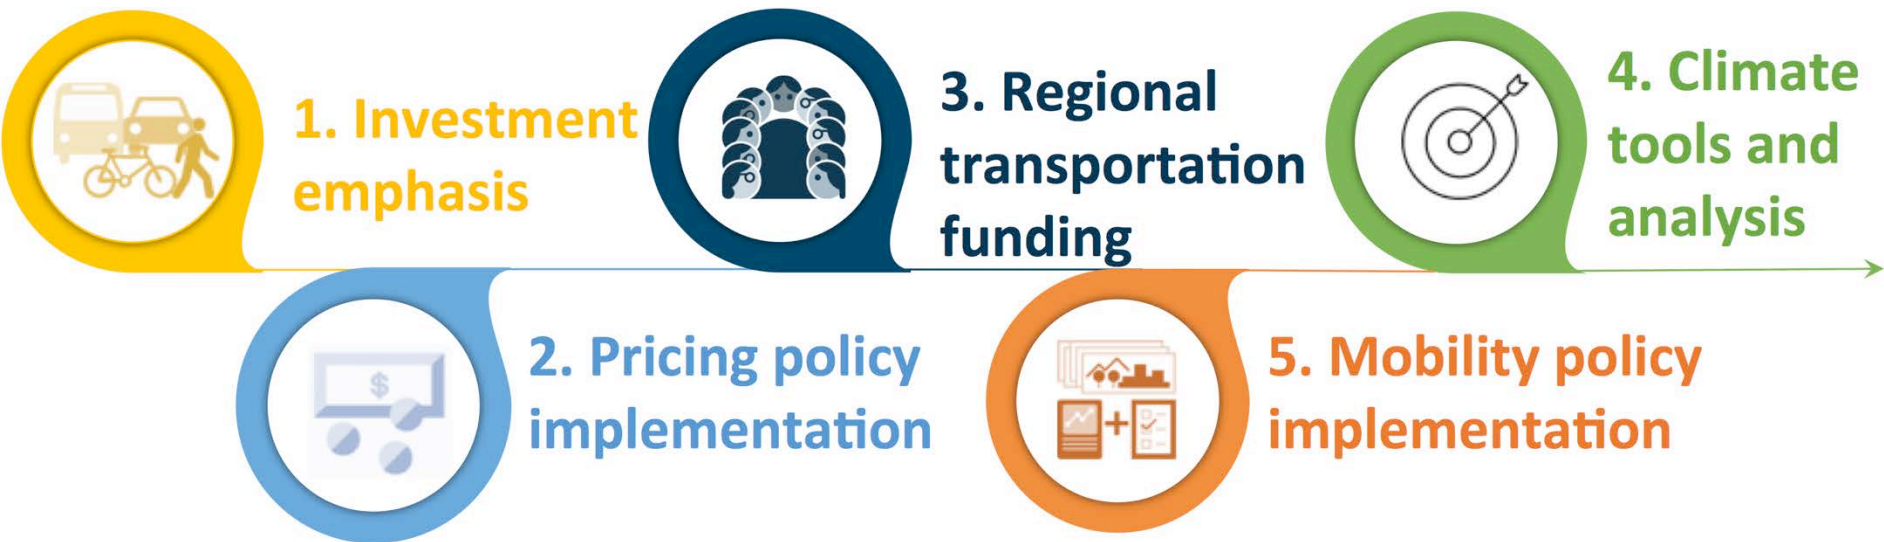 1. Investment
emphasis
2. Pricing policy
implementation
3. Regional
transportation
funding
4. Climate
tools and
analysis
5. Mobility policy
implementation
$